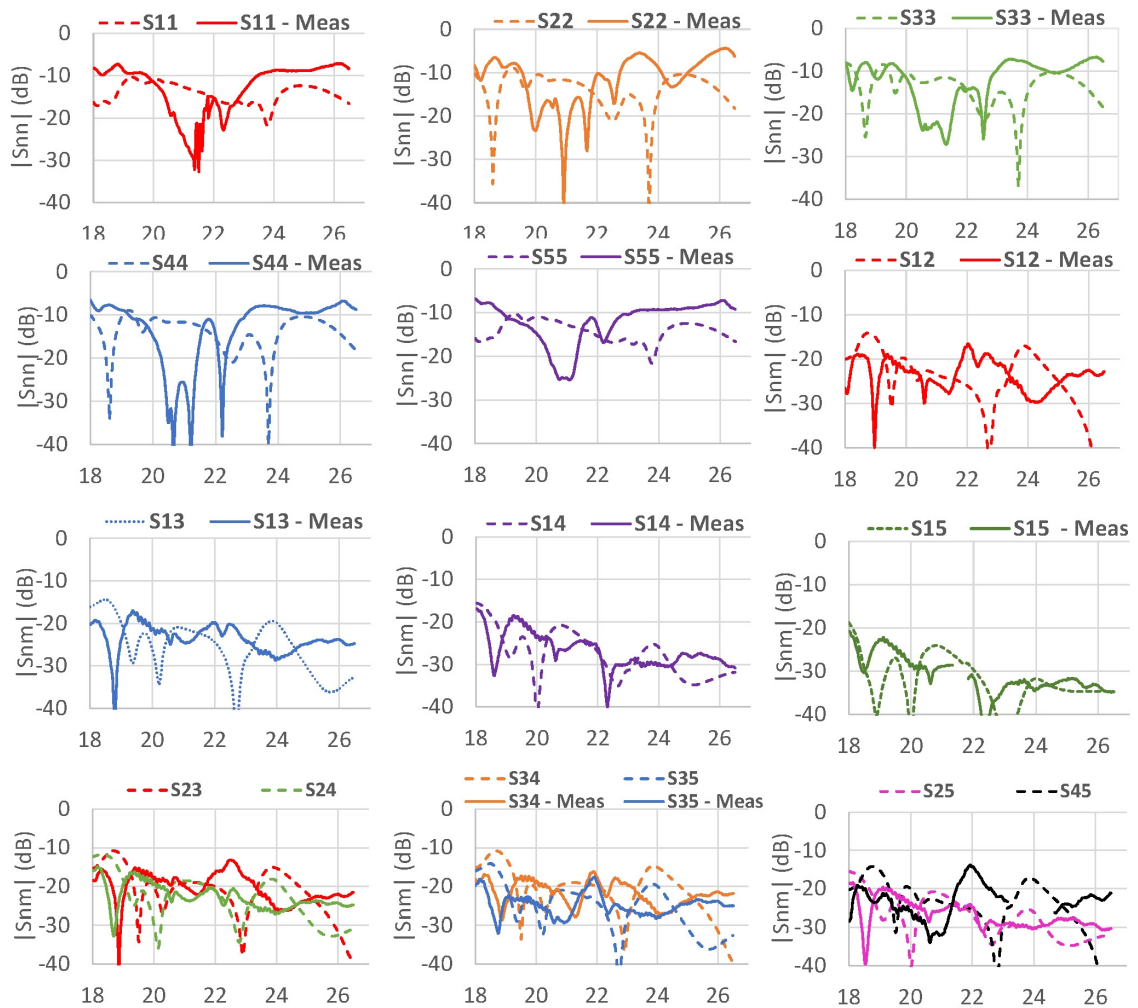 S11 S11 - Meas
S22 S22 - Meas
S33 S33 - Meas
|Snn| (dB)
0
-10
-20
-30
-40
18 20 22 24 26
|Snn| (dB)
0
-10
-20
-30
-40
18 20 22 24 26
|Snn| (dB)
0
-10
-20
-30
-40
18 20 22 24 26
S44 S44 - Meas
S55 S55 - Meas
S12 S12 - Meas
|Snn| (dB)
0
-10
-20
-30
-40
18 20 22 24 26
|Snn| (dB)
0
-10
-20
-30
-40
18 20 22 24 26
|Snm| (dB)
0
-10
-20
-30
-40
18 20 22 24 26
S13 S13 - Meas
S14 S14 - Meas
S15 S15 - Meas
|Snm| (dB)
0
-10
-20
-30
-40
18 20 22 24 26
|Snm| (dB)
0
-10
-20
-30
-40
18 20 22 24 26
|Snm| (dB)
0
-10
-20
-30
-40
18 20 22 24 26
S23 S24
S34 S35
S34 - Meas S35 - Meas
S25 S45
|Snm| (dB)
0
-10
-20
-30
-40
18 20 22 24 26
|Snm| (dB)
0
-10
-20
-30
-40
18 20 22 24 26
|Snm| (dB)
0
-10
-20
-30
-40
18 20 22 24 26